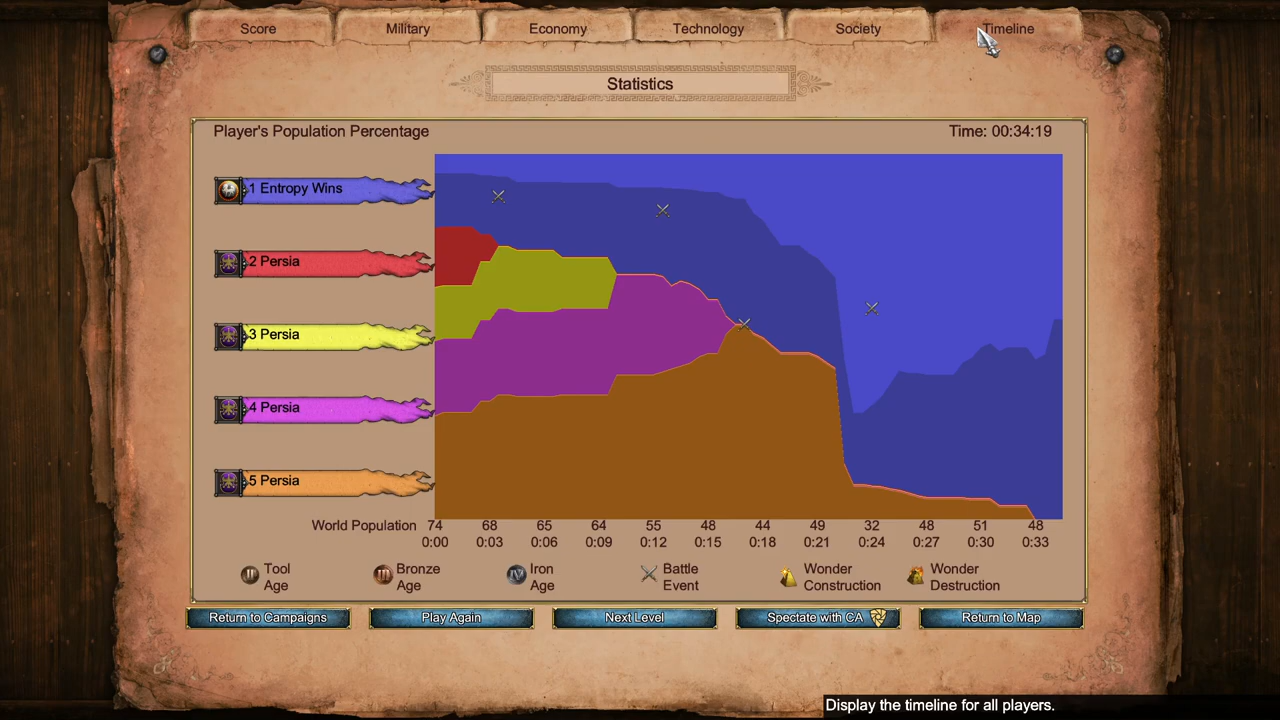 Score Military Economy Technology Society Timeline
Statistics
Player's Population Percentage
Time: 00:34:19
1 Entropy Wins
2 Persia
3 Persia
4 Persia
5 Persia
World Population 74 68 65 64 55 48 44 49 32 48 51 48
0:00 0:03 0:06 0:09 0:12 0:15 0:18 0:21 0:24 0:27 0:30 0:33
II Tool Age
III Bronze Age
IV Iron Age
Battle Event
Wonder Construction
Wonder Destruction
Return to Campaigns
Play Again
Next Level
Spectate with CA
Return to Map
Display the timeline for all players.